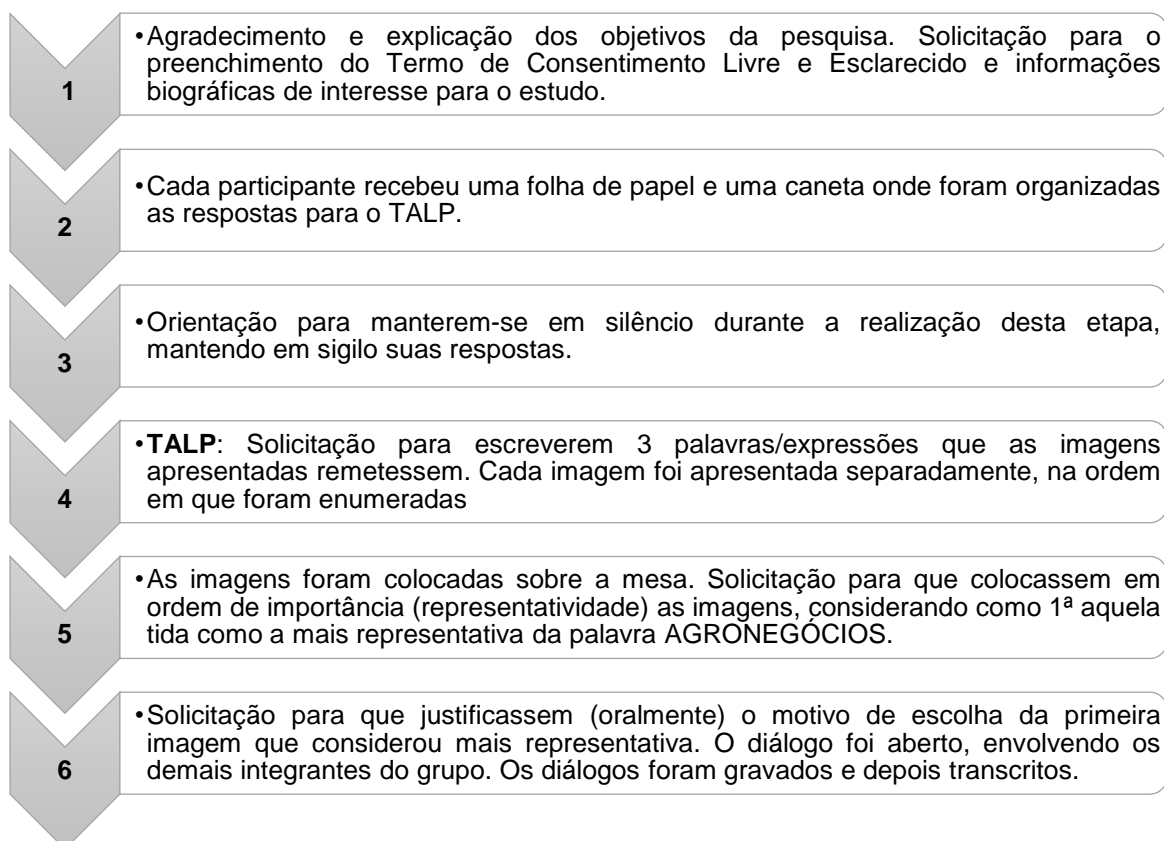 1
•Agradecimento e explicação dos objetivos da pesquisa. Solicitação para o
preenchimento do Termo de Consentimento Livre e Esclarecido e informações
biográficas de interesse para o estudo.
2
•Cada participante recebeu uma folha de papel e uma caneta onde foram organizadas
as respostas para o TALP.
3
•Orientação para manterem-se em silêncio durante a realização desta etapa,
mantendo em sigilo suas respostas.
4
•TALP: Solicitação para escreverem 3 palavras/expressões que as imagens
apresentadas remetessem. Cada imagem foi apresentada separadamente, na ordem
em que foram enumeradas
5
•As imagens foram colocadas sobre a mesa. Solicitação para que colocassem em
ordem de importância (representatividade) as imagens, considerando como 1ª aquela
tida como a mais representativa da palavra AGRONEGÓCIOS.
6
•Solicitação para que justificassem (oralmente) o motivo de escolha da primeira
imagem que considerou mais representativa. O diálogo foi aberto, envolvendo os
demais integrantes do grupo. Os diálogos foram gravados e depois transcritos.